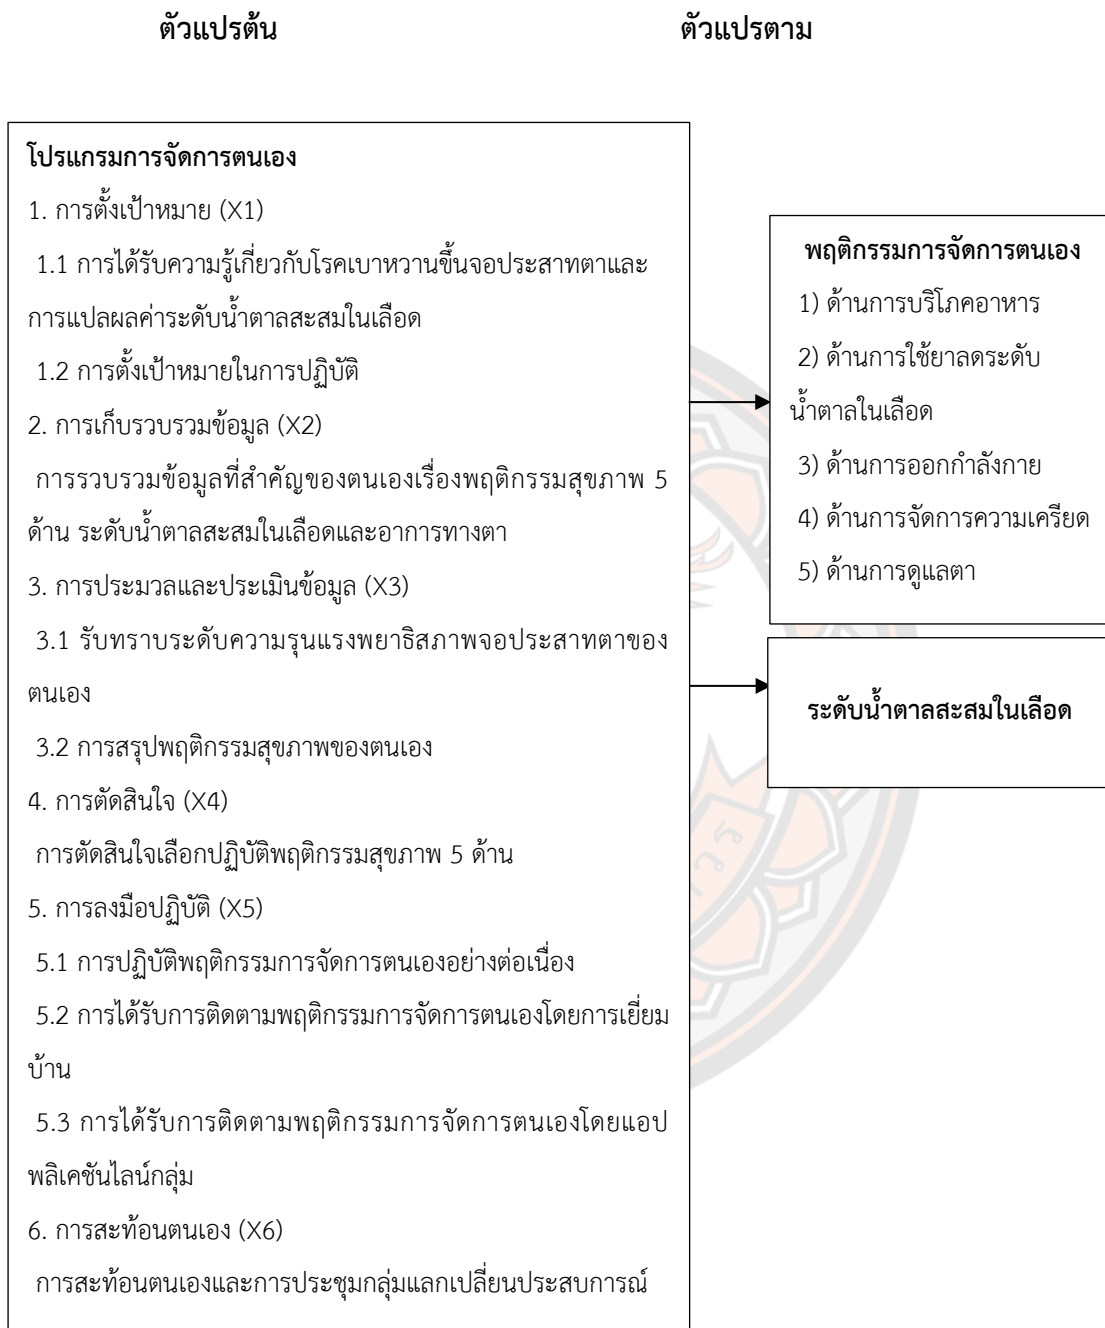 ตัวแปรต้น
ตัวแปรตาม
โปรแกรมการจัดการตนเอง
1. การตั้งเป้าหมาย (X1)
1.1 การได้รับความรู้เกี่ยวกับโรคเบาหวานขึ้นจอประสาทตาและ
การแปลผลค่าระดับน้ำตาลสะสมในเลือด
1.2 การตั้งเป้าหมายในการปฏิบัติ
2. การเก็บรวบรวมข้อมูล (X2)
การรวบรวมข้อมูลที่สำคัญของตนเองเรื่องพฤติกรรมสุขภาพ 5
ด้าน ระดับน้ำตาลสะสมในเลือดและอาการทางตา
3. การประมวลและประเมินข้อมูล (X3)
3.1 รับทราบระดับความรุนแรงพยาธิสภาพจอประสาทตาของ
ตนเอง
3.2 การสรุปพฤติกรรมสุขภาพของตนเอง
4. การตัดสินใจ (X4)
การตัดสินใจเลือกปฏิบัติพฤติกรรมสุขภาพ 5 ด้าน
5. การลงมือปฏิบัติ (X5)
5.1 การปฏิบัติพฤติกรรมการจัดการตนเองอย่างต่อเนื่อง
5.2 การได้รับการติดตามพฤติกรรมการจัดการตนเองโดยการเยี่ยม
บ้าน
5.3 การได้รับการติดตามพฤติกรรมการจัดการตนเองโดยแอป
พลิเคชันไลน์กลุ่ม
6. การสะท้อนตนเอง (X6)
การสะท้อนตนเองและการประชุมกลุ่มแลกเปลี่ยนประสบการณ์
พฤติกรรมการจัดการตนเอง
1) ด้านการบริโภคอาหาร
2) ด้านการใช้ยาลดระดับ
น้ำตาลในเลือด
3) ด้านการออกกำลังกาย
4) ด้านการจัดการความเครียด
5) ด้านการดูแลตา
ระดับน้ำตาลสะสมในเลือด